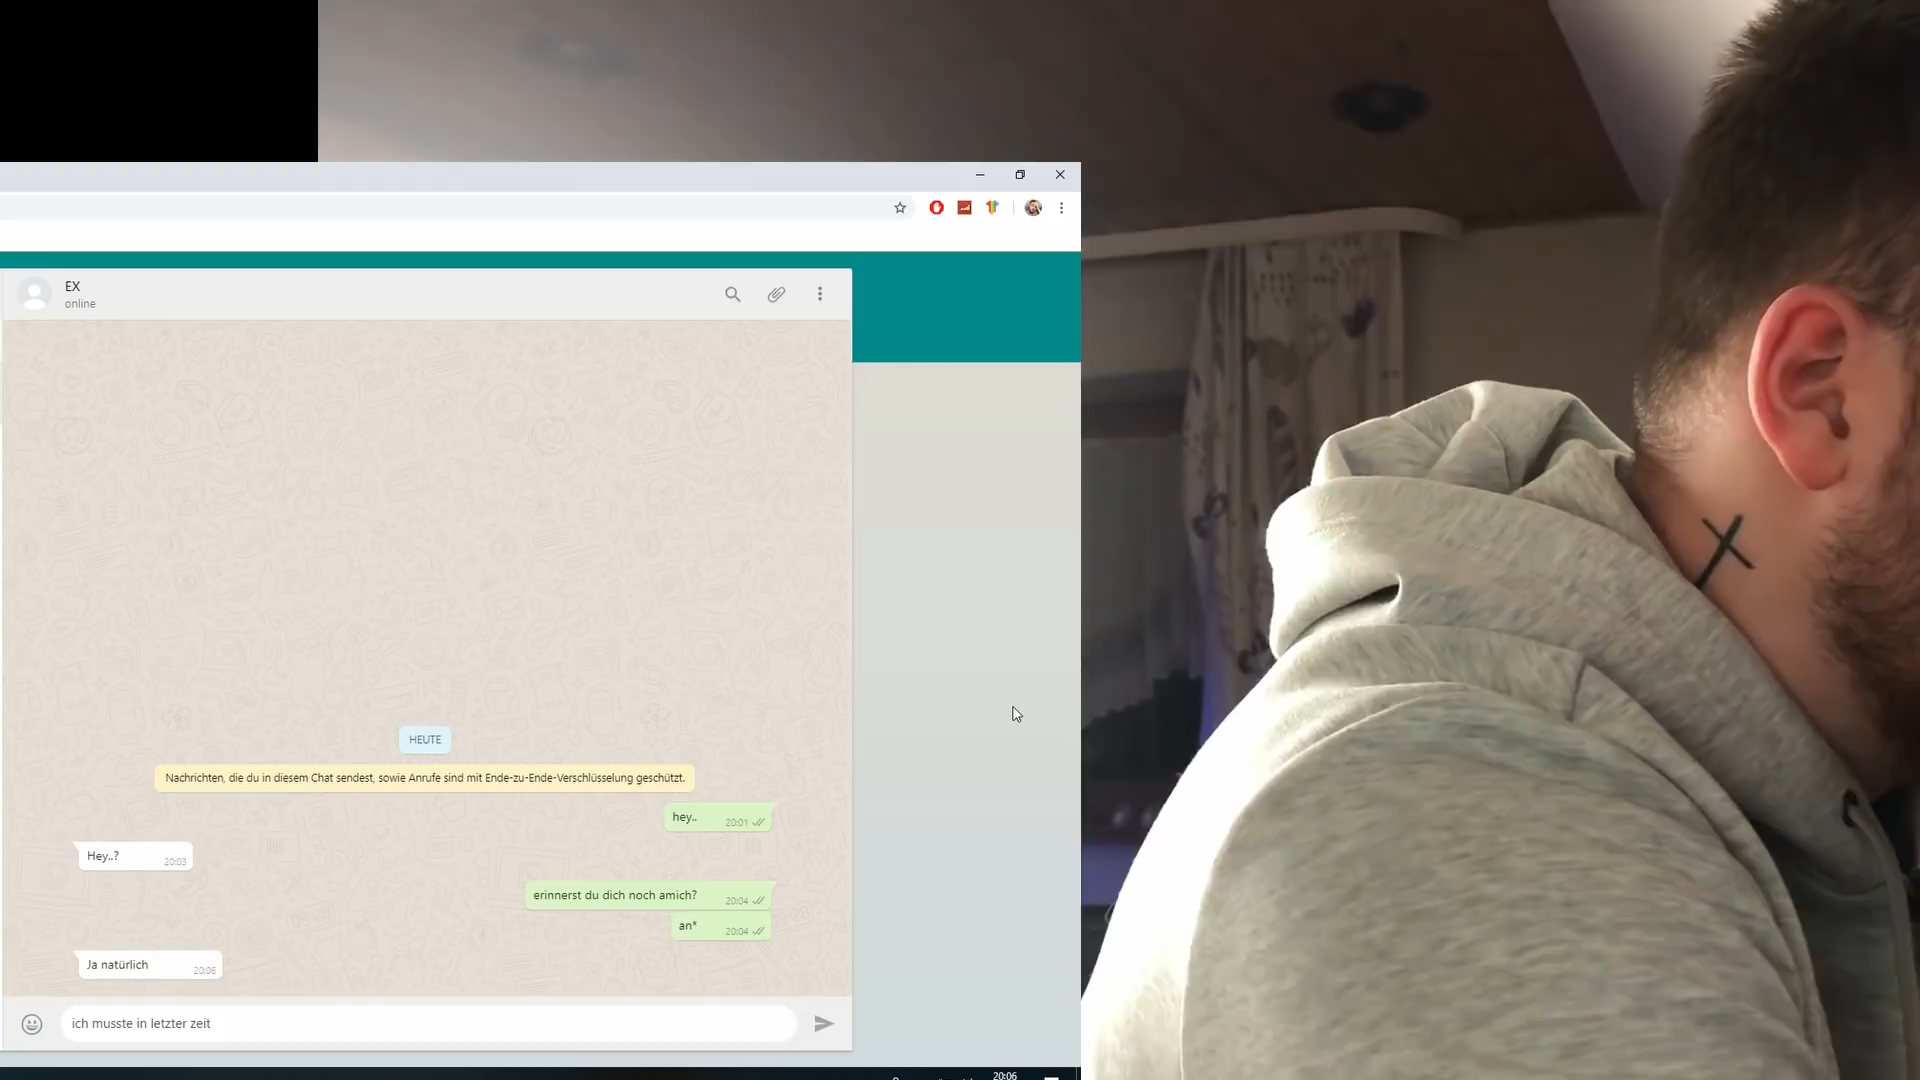 EX
online
HEUTE
Nachrichten, die du in diesem Chat sendest, sowie Anrufe sind mit Ende-zu-Ende-Verschlüsselung geschützt.
hey.. 20:01
Hey..? 20:03
erinnerst du dich noch amich? 20:04
an* 20:04
Ja natürlich 20:06
ich musste in letzter zeit
20:06